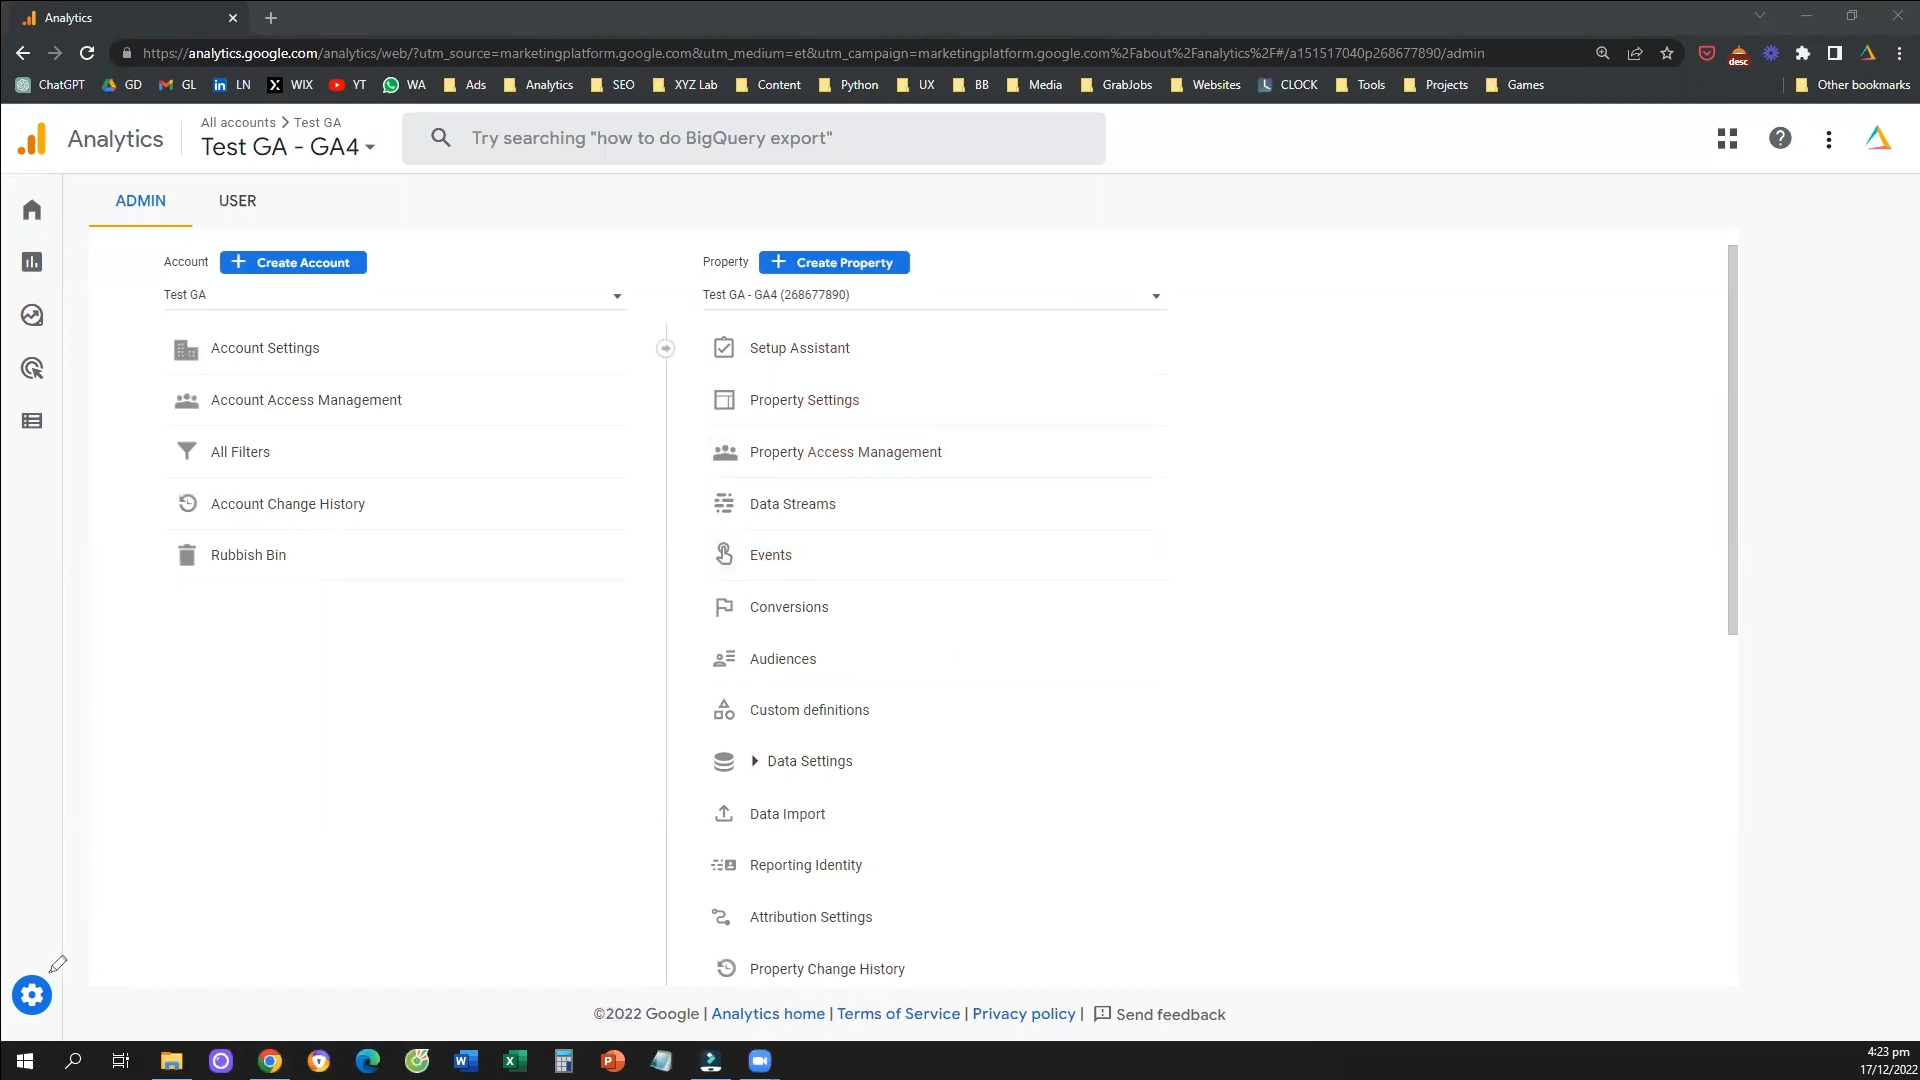 Analytics
https://analytics.google.com/analytics/web/?utm_source=marketingplatform.google.com&utm_medium=et&utm_campaign=marketingplatform.google.com%2Fabout%2Fanalytics%2F#/a151517040p268677890/admin
desc
ChatGPT GD GL LN WIX YT WA Ads Analytics SEO XYZ Lab Content Python UX BB Media GrabJobs Websites CLOCK Tools Projects Games Other bookmarks
Analytics
All accounts > Test GA
Test GA - GA4
Try searching "how to do BigQuery export"
ADMIN USER
Account + Create Account
Test GA
Account Settings
Account Access Management
All Filters
Account Change History
Rubbish Bin
Property + Create Property
Test GA - GA4 (268677890)
Setup Assistant
Property Settings
Property Access Management
Data Streams
Events
Conversions
Audiences
Custom definitions
Data Settings
Data Import
Reporting Identity
Attribution Settings
Property Change History
©2022 Google | Analytics home | Terms of Service | Privacy policy | Send feedback
4:23 pm
17/12/2022